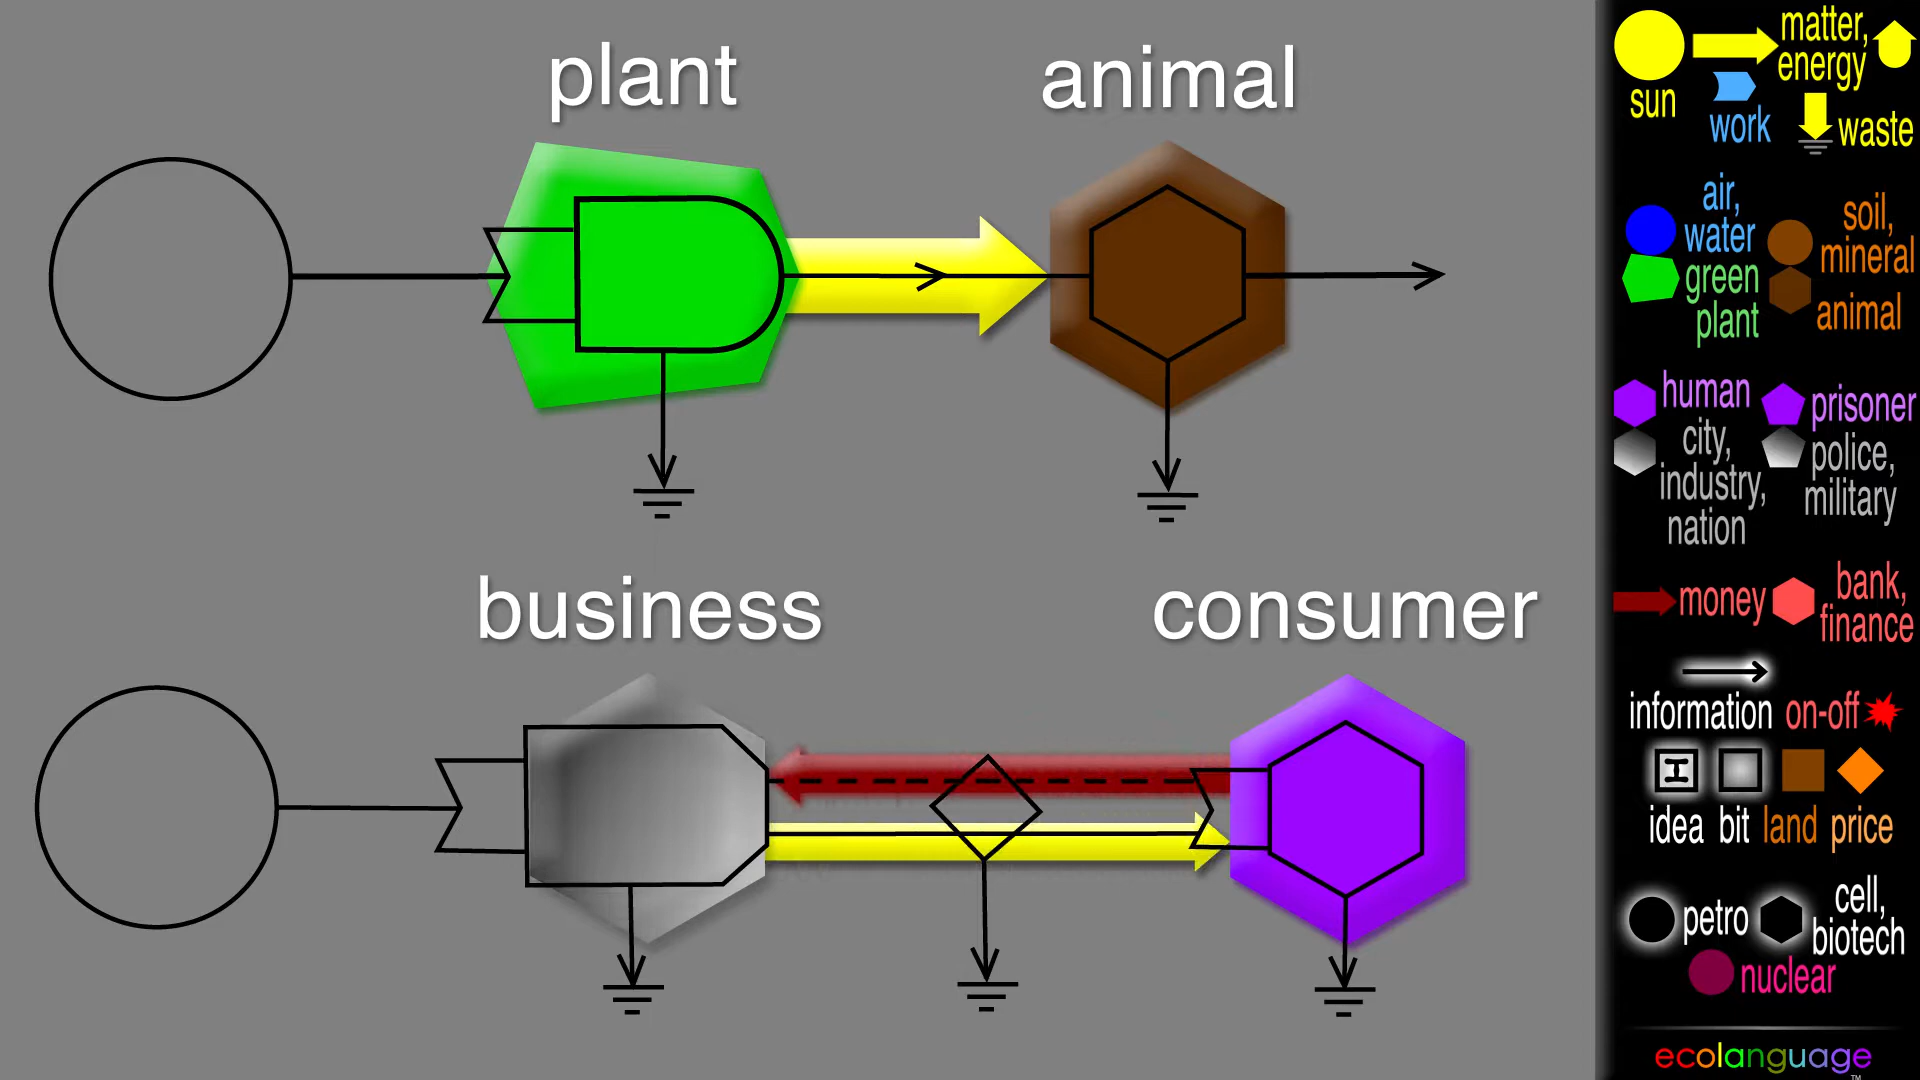 plant
animal
business
consumer
sun
matter,
energy
work
waste
air,
water
soil,
mineral
green
plant
animal
human
prisoner
city,
industry,
nation
police,
military
money
bank,
finance
information
on-off
I
idea
bit
land
price
petro
cell,
biotech
nuclear
ecolanguage
TM